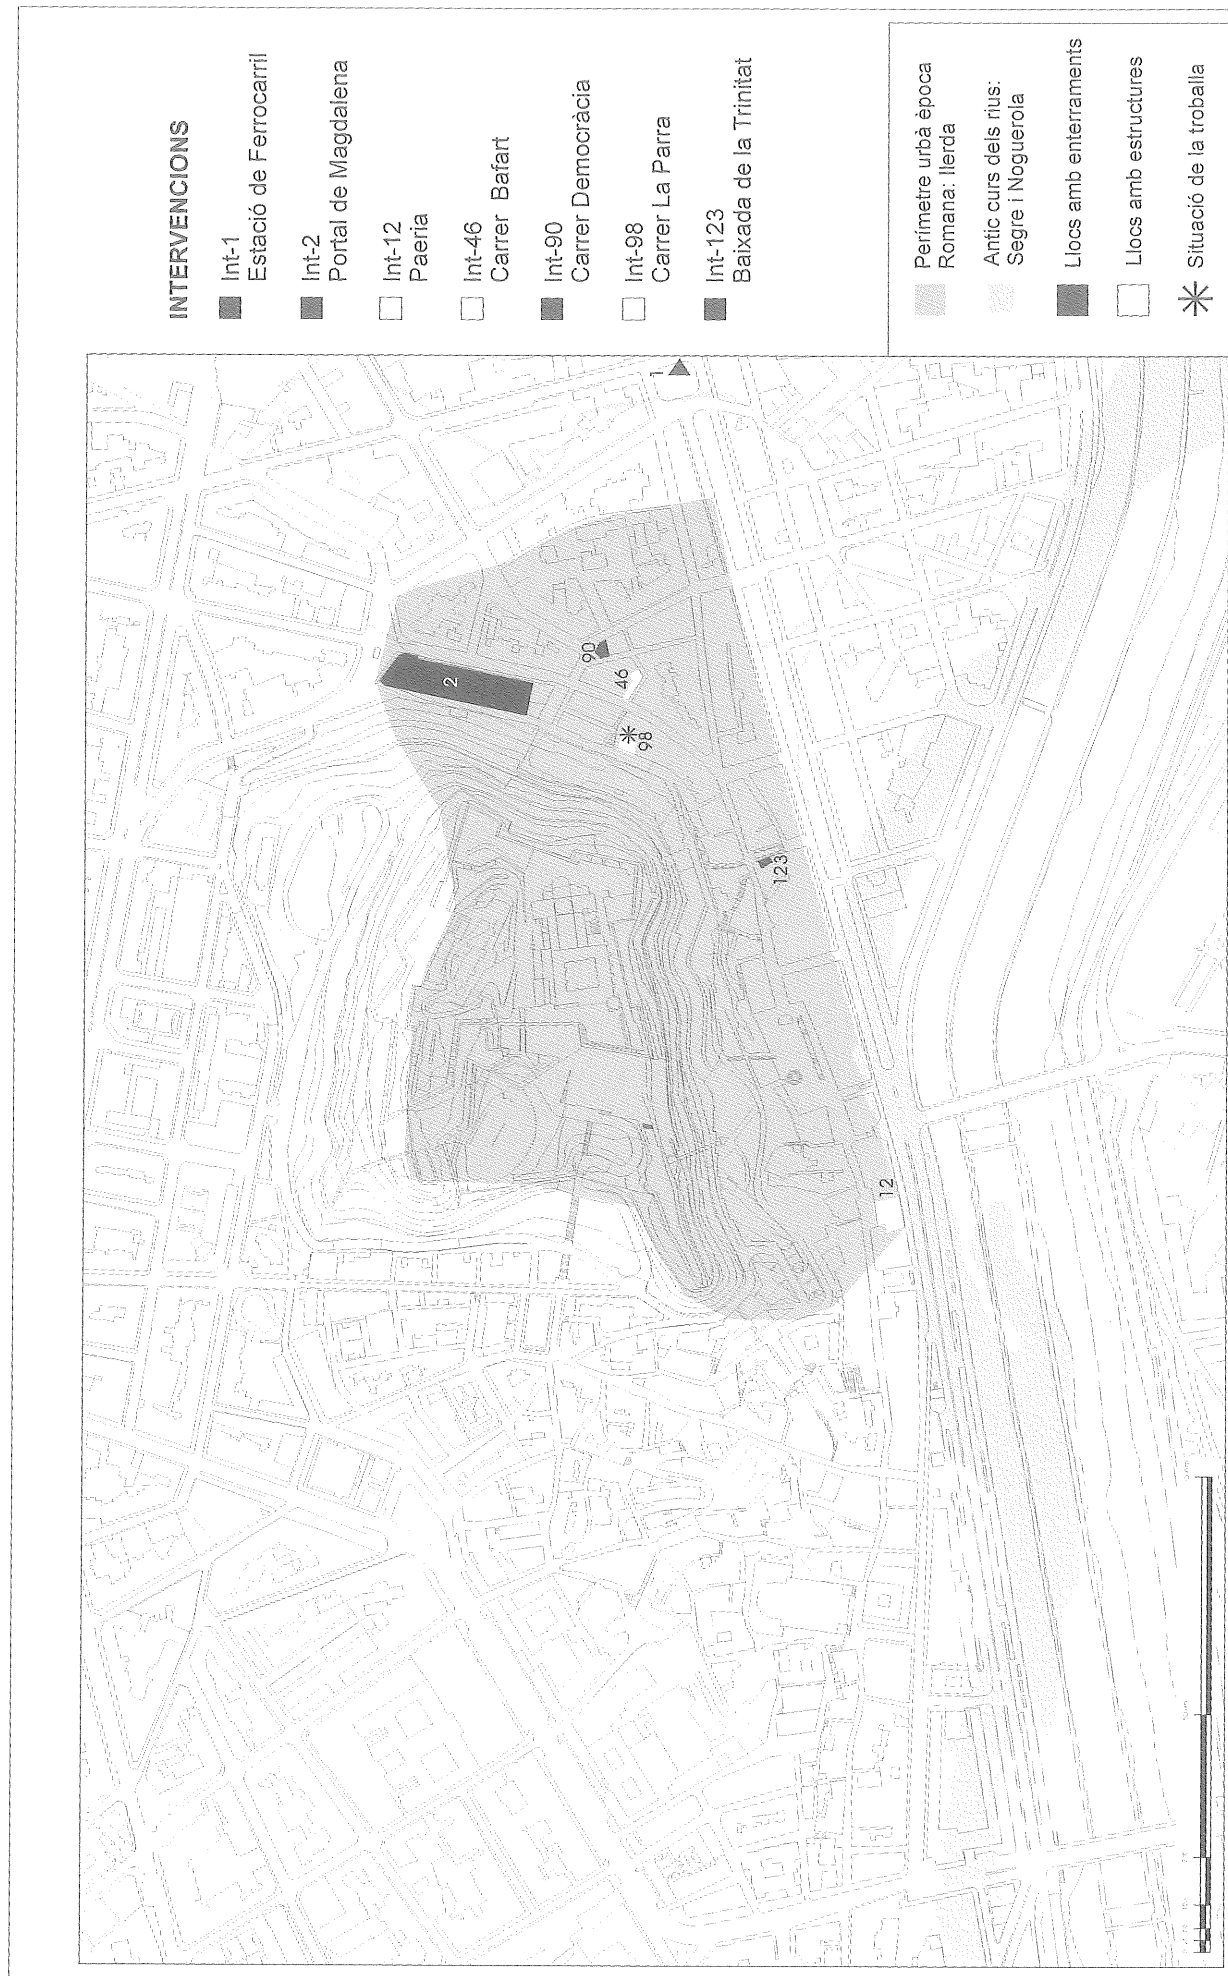 INTERVENCIONS
Int-1
Estació de Ferrocarril
Int-2
Portal de Magdalena
Int-12
Paeria
Int-46
Carrer Bafart
Int-90
Carrer Democràcia
Int-98
Carrer La Parra
Int-123
Baixada de la Trinitat
Perímetre urbà època
Romana: Ilerda
Antic curs dels rius:
Segre i Noguerola
Llocs amb enterraments
Llocs amb estructures
Situació de la troballa
1
2
90
46
98
123
12